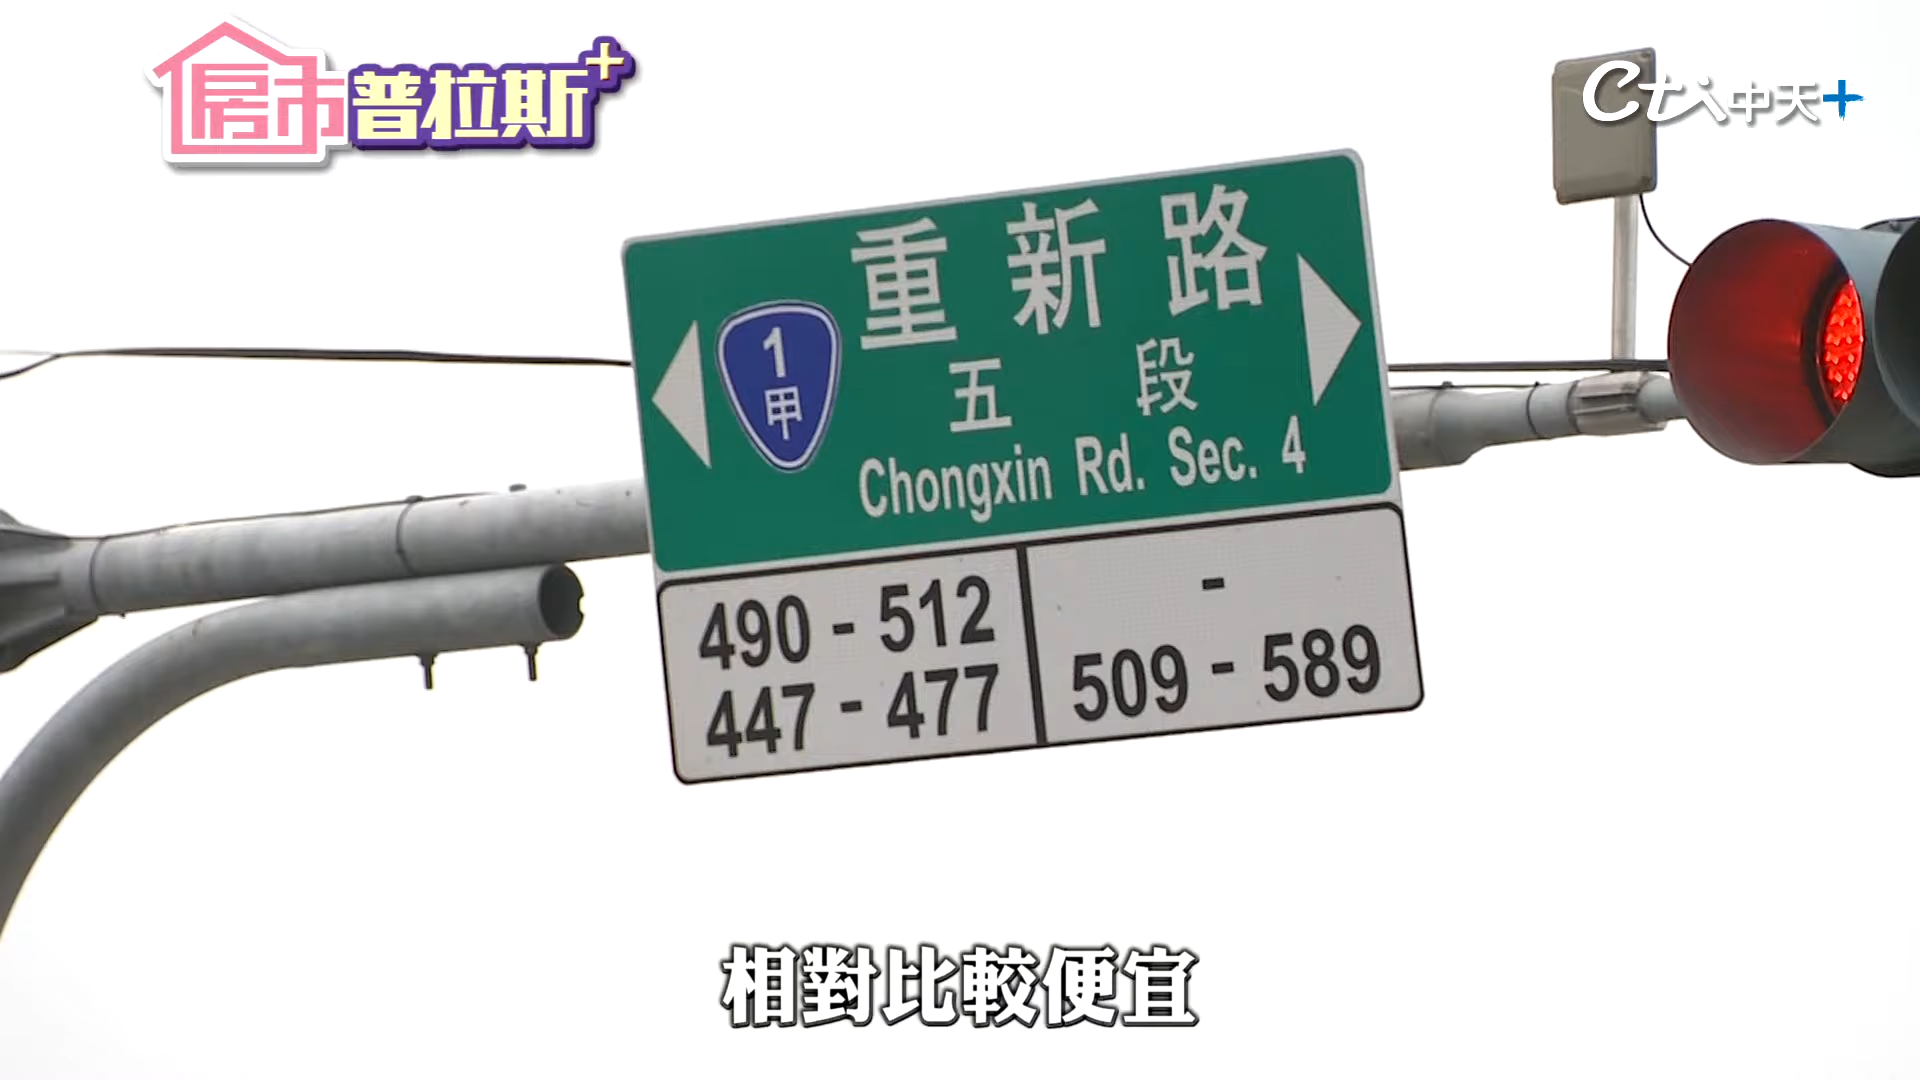 房市普拉斯+
cti中天+
重新路
1
甲
五段
Chongxin Rd. Sec. 4
490 - 512
447 - 477
-
509 - 589
相對比較便宜